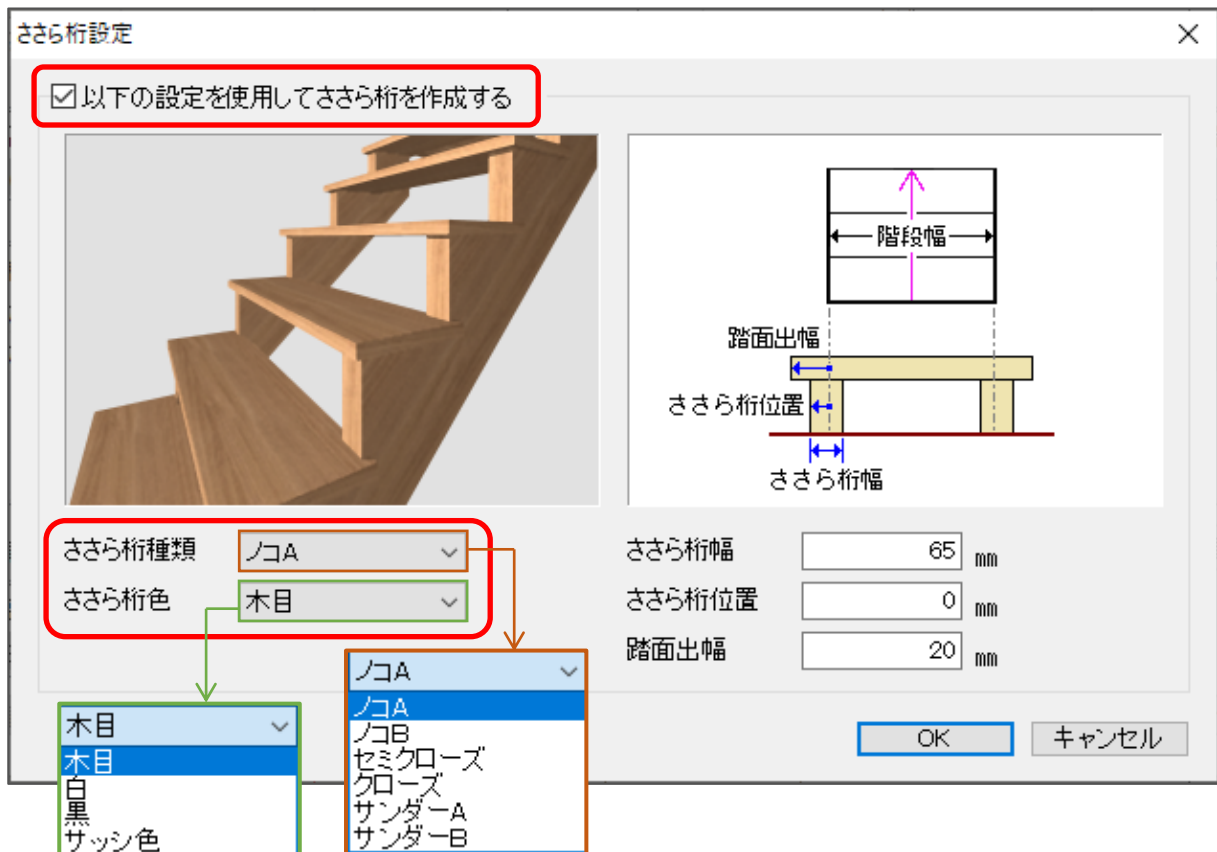 ささら桁設定
以下の設定を使用してささら桁を作成する
階段幅
踏面出幅
ささら桁位置
ささら桁幅
ささら桁種類 ノコA
ささら桁色 木目
ささら桁幅 65 mm
ささら桁位置 0 mm
踏面出幅 20 mm
木目
木目
白
黒
サッシ色
ノコA
ノコA
ノコB
セミクローズ
クローズ
サンダーA
サンダーB
OK キャンセル